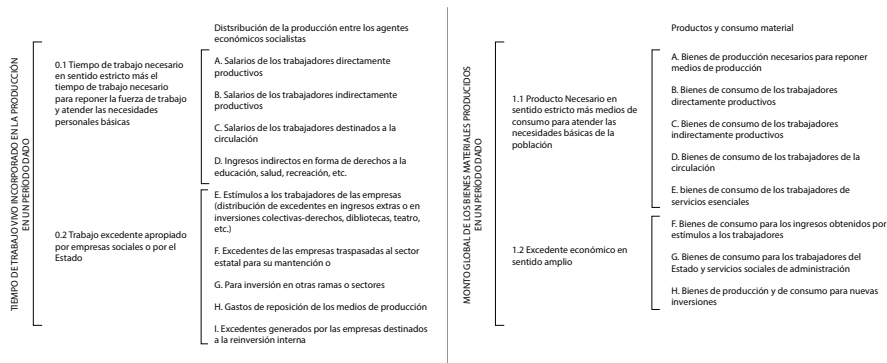 TIEMPO DE TRABAJO VIVO INCORPORADO EN LA PRODUCCIÓN
EN UN PERÍODO DADO
0.1 Tiempo de trabajo necesario
en sentido estricto más el
tiempo de trabajo necesario
para reponer la fuerza de trabajo
y atender las necesidades
personales básicas
0.2 Trabajo excedente apropiado
por empresas sociales o por el
Estado
Distsribución de la producción entre los agentes
económicos socialistas
A. Salarios de los trabajadores directamente
productivos
B. Salarios de los trabajadores indirectamente
productivos
C. Salarios de los trabajadores destinados a la
circulación
D. Ingresos indirectos en forma de derechos a la
educación, salud, recreación, etc.
E. Estímulos a los trabajadores de las empresas
(distribución de excedentes en ingresos extras o en
inversiones colectivas-derechos, dibliotecas, teatro,
etc.)
F. Excedentes de las empresas traspasadas al sector
estatal para su mantención o
G. Para inversión en otras ramas o sectores
H. Gastos de reposición de los medios de producción
I. Excedentes generados por las empresas destinados
a la reinversión interna
MONTO GLOBAL DE LOS BIENES MATERIALES PRODUCIDOS
EN UN PERÍODO DADO
1.1 Producto Necesario en
sentido estricto más medios de
consumo para atender las
necesidades básicas de la
población
1.2 Excedente económico en
sentido amplio
Productos y consumo material
A. Bienes de producción necesarios para reponer
medios de producción
B. Bienes de consumo de los trabajadores
directamente productivos
C. Bienes de consumo de los trabajadores
indirectamente productivos
D. Bienes de consumo de los trabajadores de la
circulación
E. bienes de consumo de los trabajadores de
servicios esenciales
F. Bienes de consumo para los ingresos obtenidos por
estímulos a los trabajadores
G. Bienes de consumo para los trabajadores del
Estado y servicios sociales de administración
H. Bienes de producción y de consumo para nuevas
inversiones